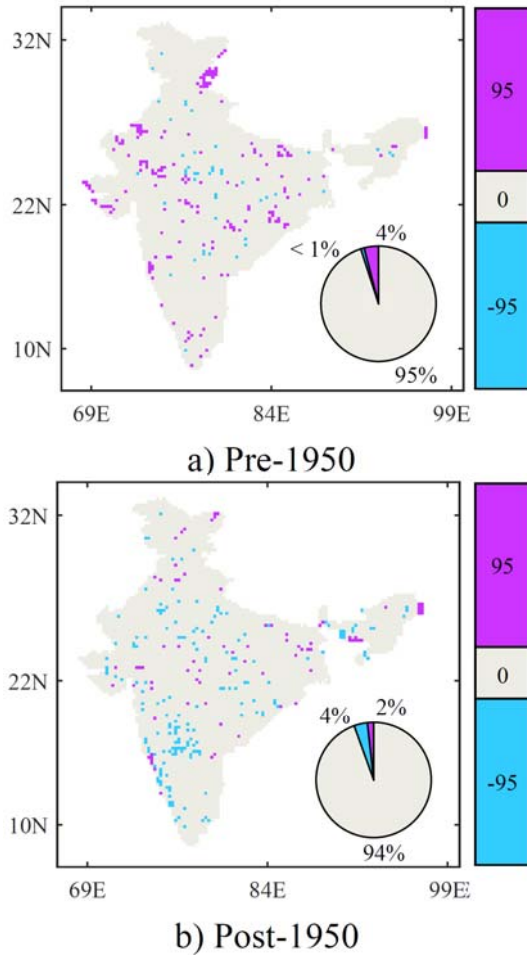 32N
22N
10N
69E 84E 99E
< 1%
4%
95%
95
0
-95
a) Pre-1950
32N
22N
10N
69E 84E 99E
4%
2%
94%
95
0
-95
b) Post-1950